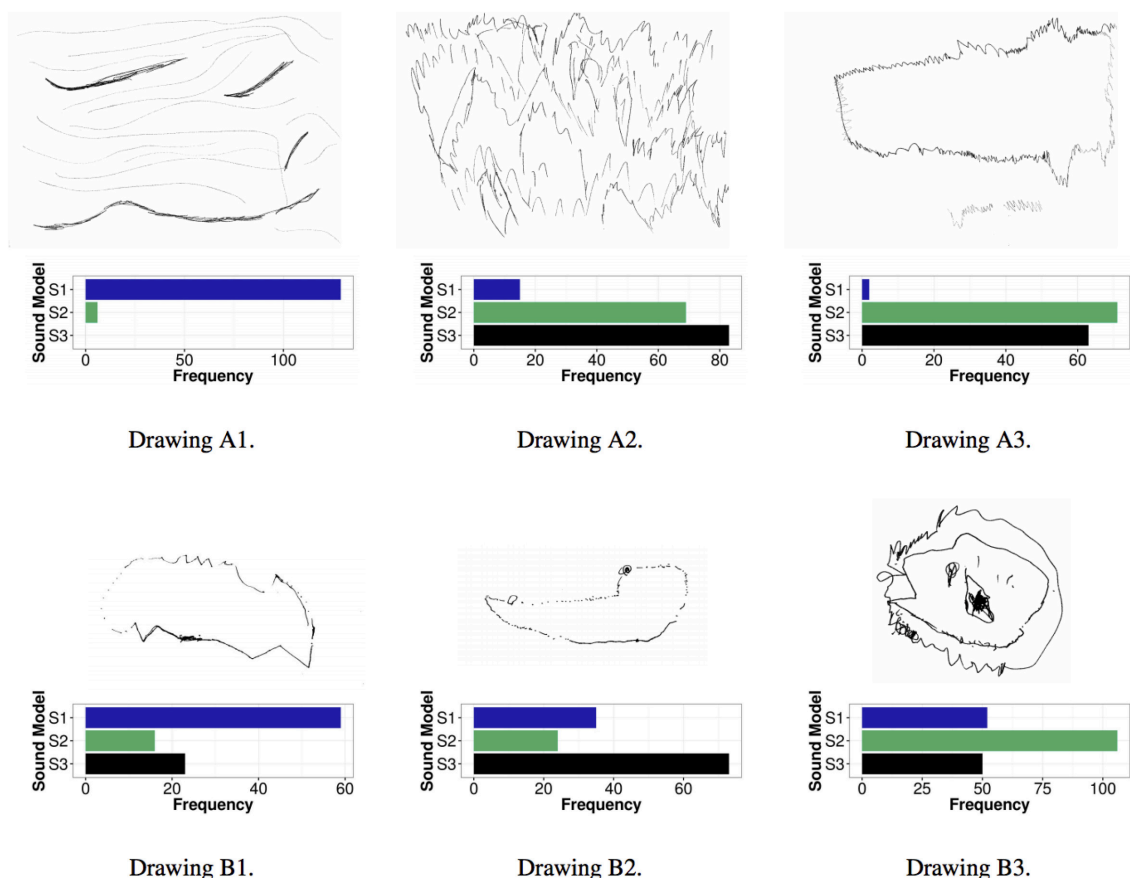 Sound Model
S1
S2
S3
0 50 100
Frequency
Sound Model
S1
S2
S3
0 20 40 60 80
Frequency
Sound Model
S1
S2
S3
0 20 40 60
Frequency
Drawing A1.
Drawing A2.
Drawing A3.
Sound Model
S1
S2
S3
0 20 40 60
Frequency
Sound Model
S1
S2
S3
0 20 40 60
Frequency
Sound Model
S1
S2
S3
0 25 50 75 100
Frequency
Drawing B1.
Drawing B2.
Drawing B3.